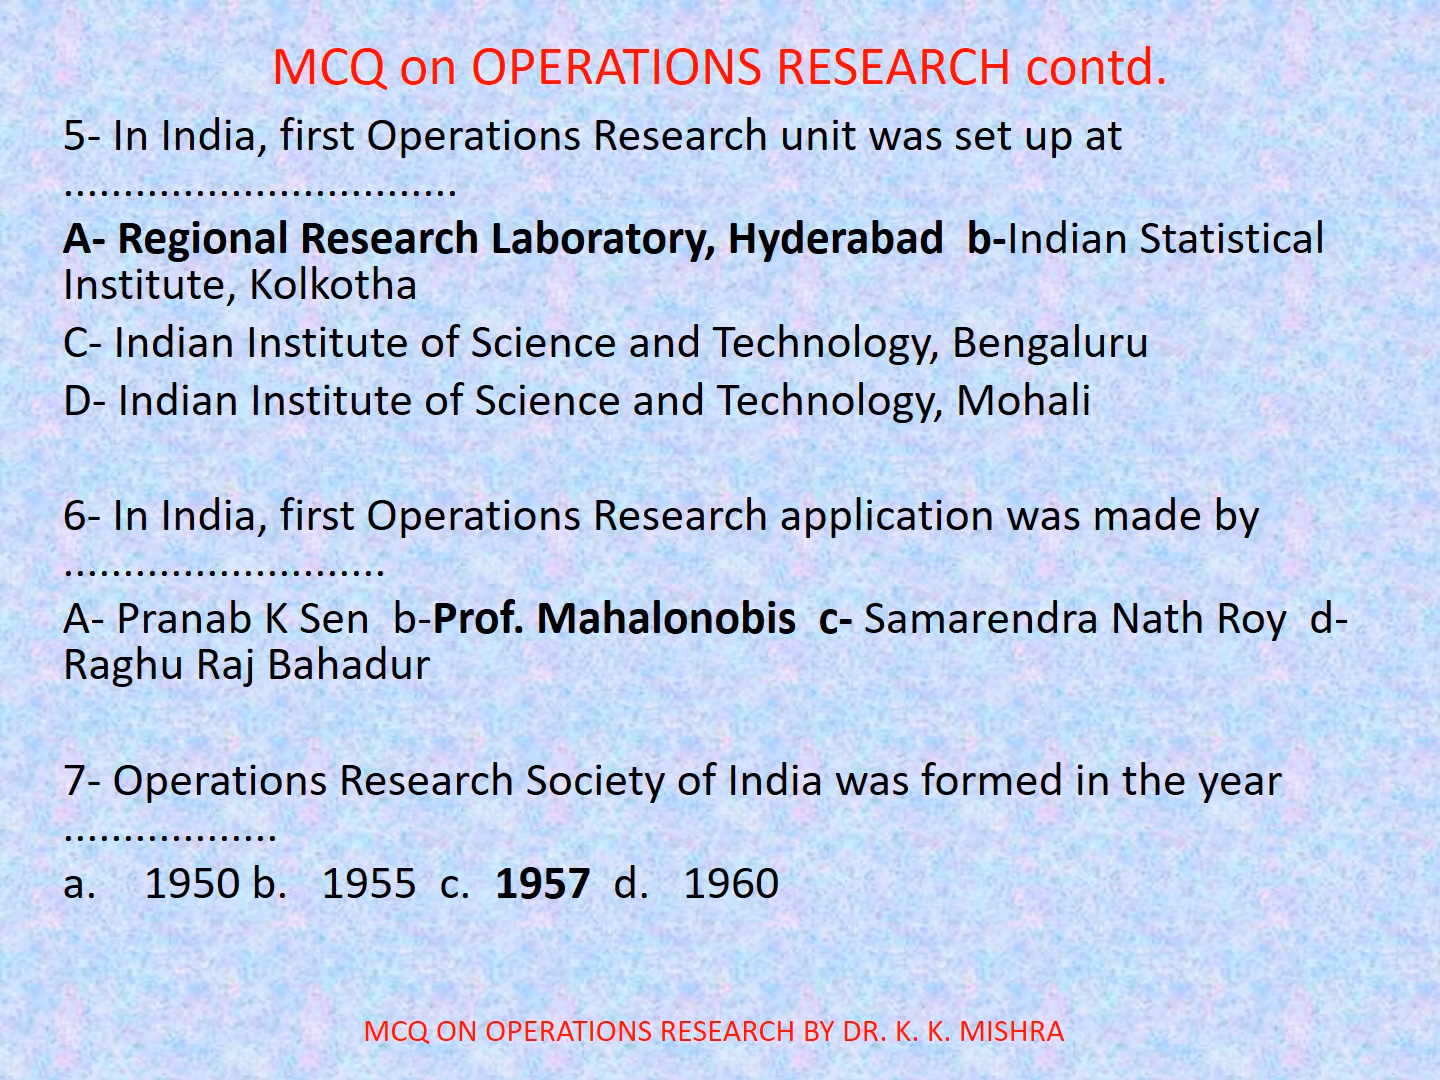 MCQ on OPERATIONS RESEARCH contd.
5- In India, first Operations Research unit was set up at
.................................
A- Regional Research Laboratory, Hyderabad  b-Indian Statistical
Institute, Kolkotha
C- Indian Institute of Science and Technology, Bengaluru
D- Indian Institute of Science and Technology, Mohali
6- In India, first Operations Research application was made by
...........................
A- Pranab K Sen  b-Prof. Mahalonobis  c- Samarendra Nath Roy  d-
Raghu Raj Bahadur
7- Operations Research Society of India was formed in the year
..................
a.    1950 b.   1955  c.  1957  d.   1960
MCQ ON OPERATIONS RESEARCH BY DR. K. K. MISHRA